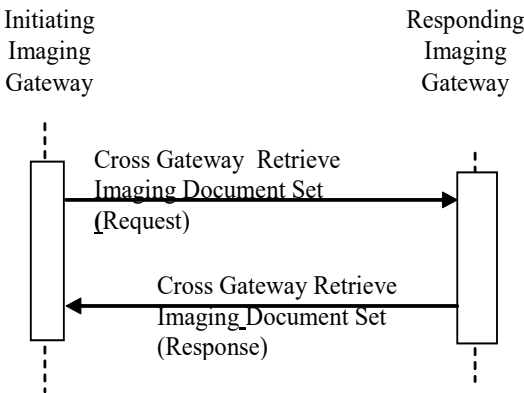 Initiating
Imaging
Gateway
Responding
Imaging
Gateway
Cross Gateway Retrieve
Imaging Document Set
(Request)
Cross Gateway Retrieve
Imaging Document Set
(Response)